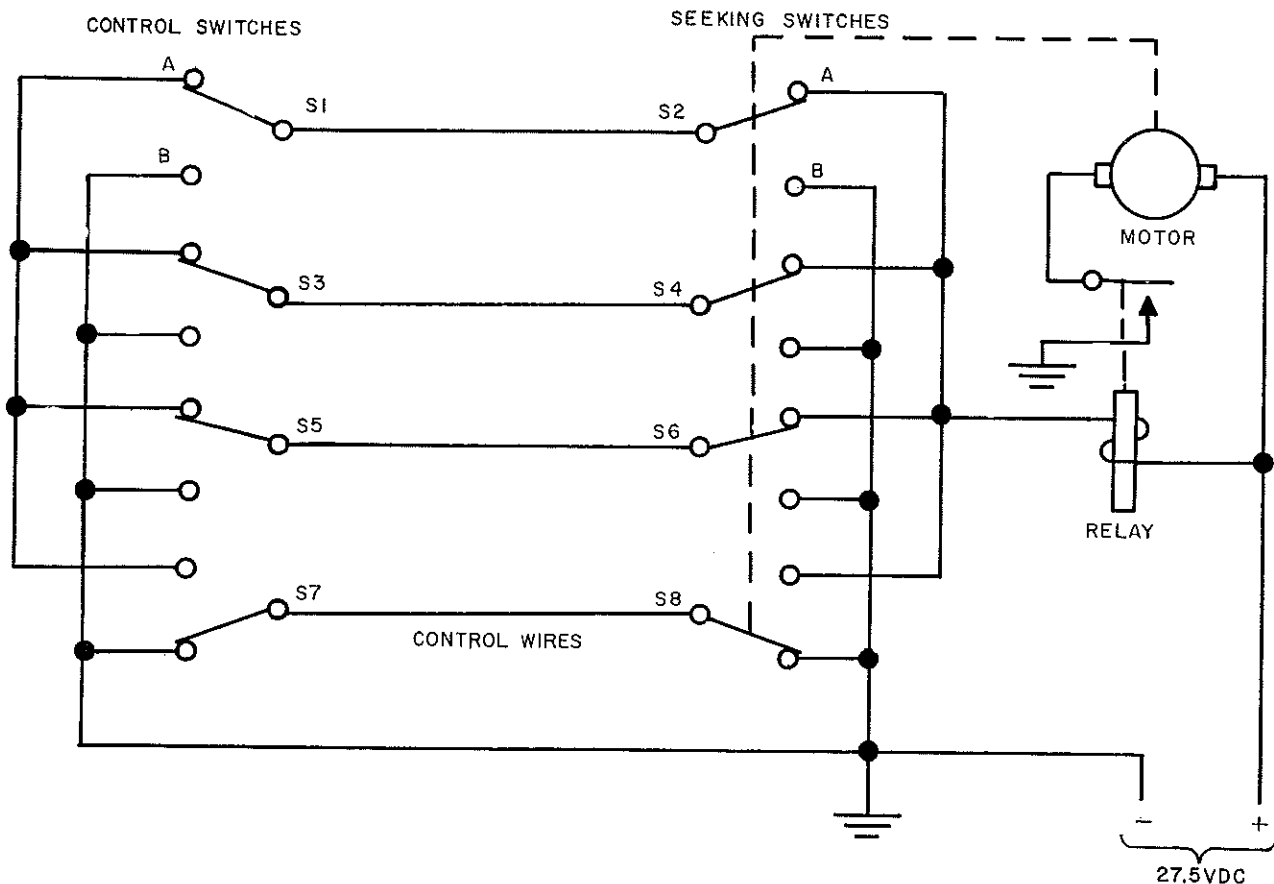 CONTROL SWITCHES
SEEKING SWITCHES
A
S1
S2
A
B
B
MOTOR
S3
S4
S5
S6
RELAY
S7
S8
CONTROL WIRES
- +
27.5VDC